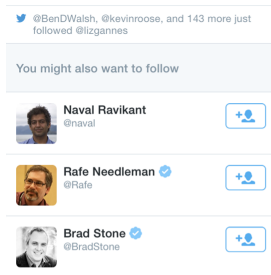 @BenDWalsh, @kevinroose, and 143 more just
followed @lizgannes
You might also want to follow
Naval Ravikant
@naval
Rafe Needleman
@Rafe
Brad Stone
@BradStone